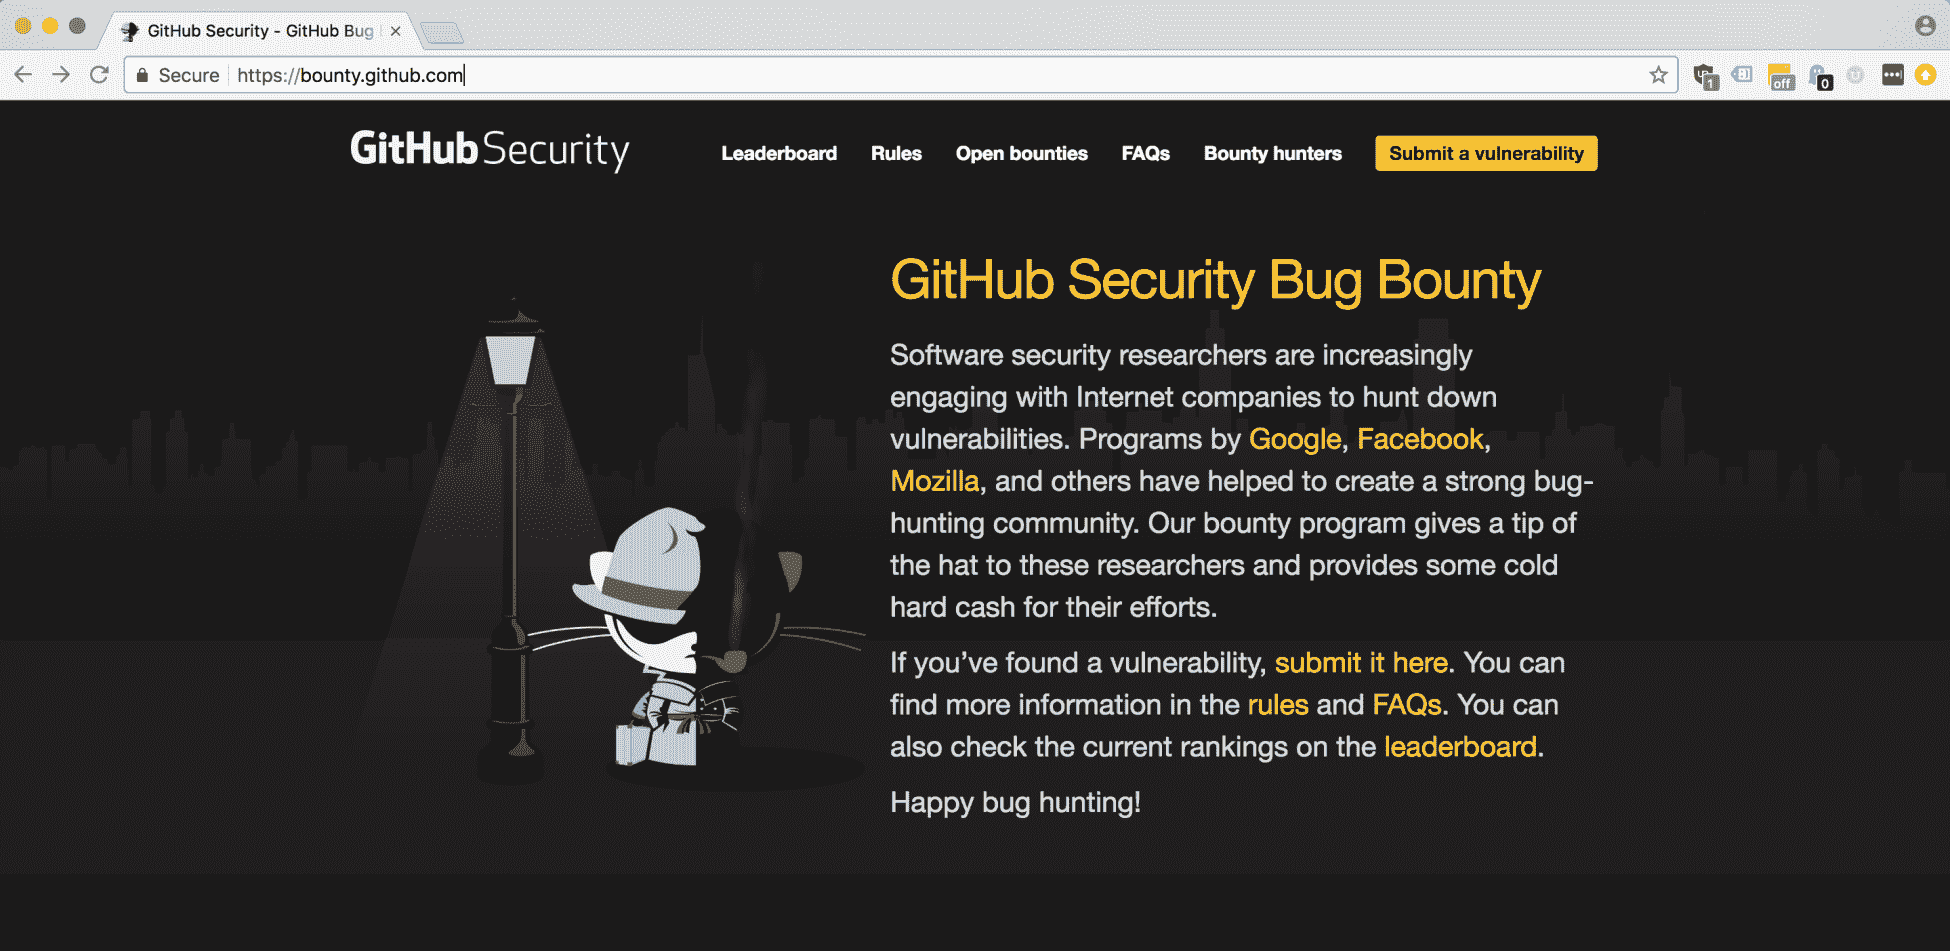 GitHub Security - GitHub Bug
Secure https://bounty.github.com
1
off
0
GitHub Security
Leaderboard Rules Open bounties FAQs Bounty hunters Submit a vulnerability
GitHub Security Bug Bounty
Software security researchers are increasingly
engaging with Internet companies to hunt down
vulnerabilities. Programs by Google, Facebook,
Mozilla, and others have helped to create a strong bug-
hunting community. Our bounty program gives a tip of
the hat to these researchers and provides some cold
hard cash for their efforts.
If you’ve found a vulnerability, submit it here. You can
find more information in the rules and FAQs. You can
also check the current rankings on the leaderboard.
Happy bug hunting!